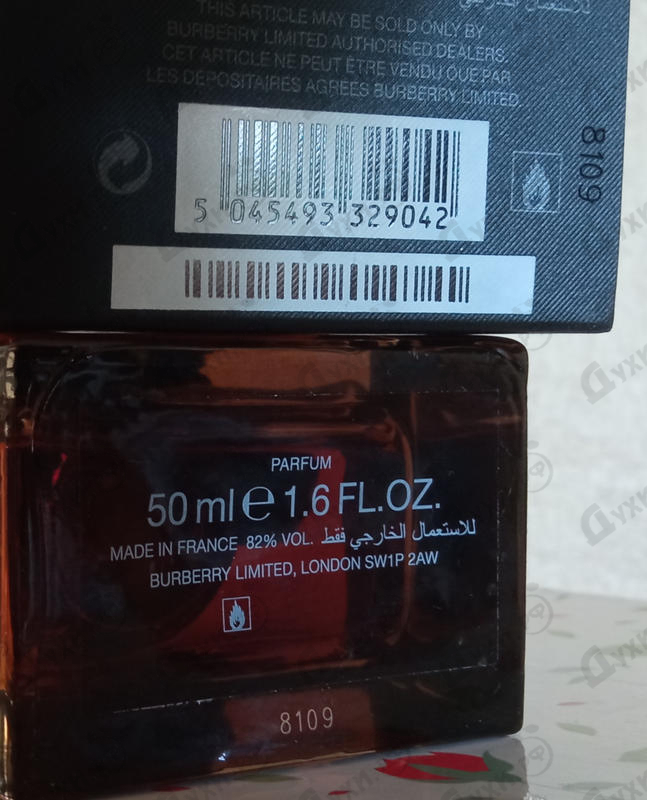 THIS ARTICLE MAY BE SOLD ONLY BY
BURBERRY LIMITED AUTHORISED DEALERS.
CET ARTICLE NE PEUT ÊTRE VENDU QUE PAR
LES DEPOSITAIRES AGREES BURBERRY LIMITED.
8109
5 045493 329042
PARFUM
50 ml e 1.6 FL.OZ.
MADE IN FRANCE 82% VOL. للاستعمال الخارجي فقط
BURBERRY LIMITED, LONDON SW1P 2AW
8109